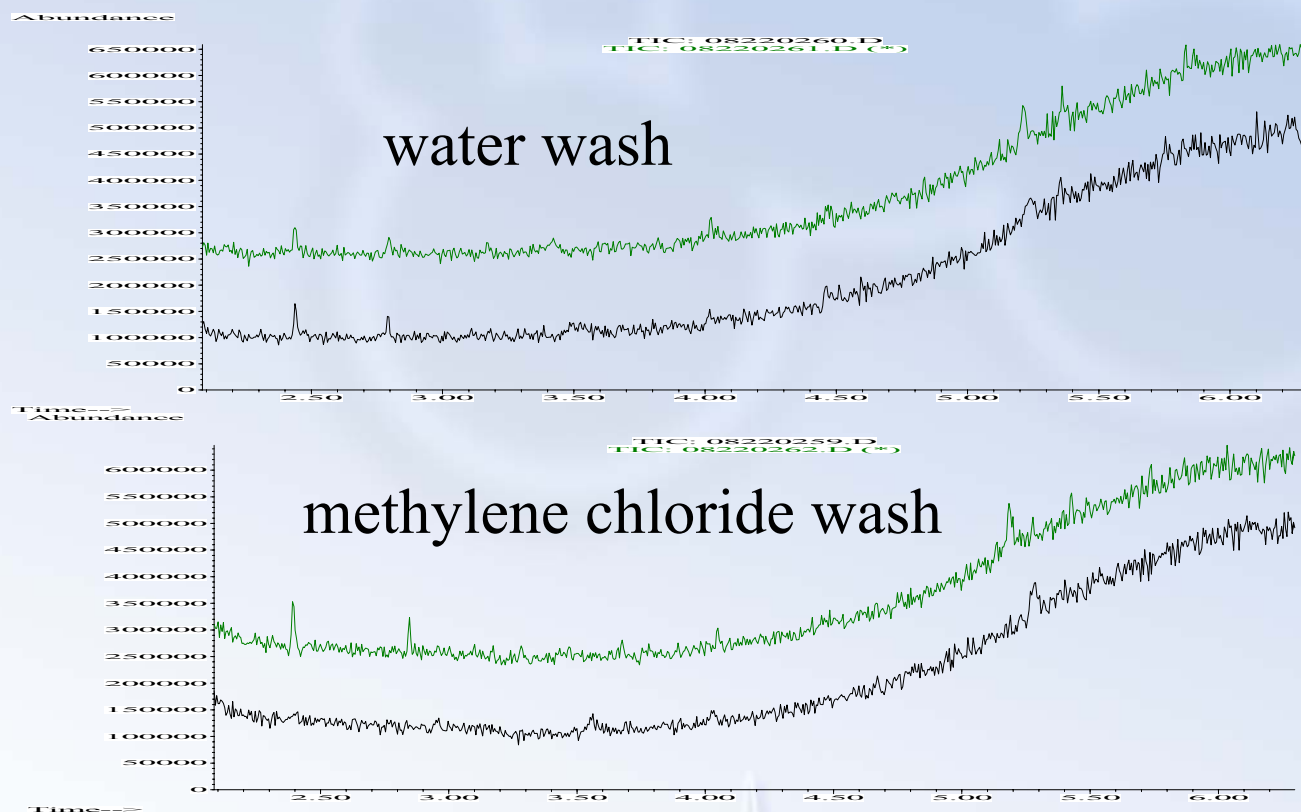 Abundance
TIC: 08220260.D
TIC: 08220261.D (*)
650000
600000
550000
500000
450000
400000
350000
300000
250000
200000
150000
100000
50000
0
water wash
2.50 3.00 3.50 4.00 4.50 5.00 5.50 6.00
Time-->
Abundance
TIC: 08220259.D
TIC: 08220262.D (*)
600000
550000
500000
450000
400000
350000
300000
250000
200000
150000
100000
50000
0
methylene chloride wash
2.50 3.00 3.50 4.00 4.50 5.00 5.50 6.00
Time-->